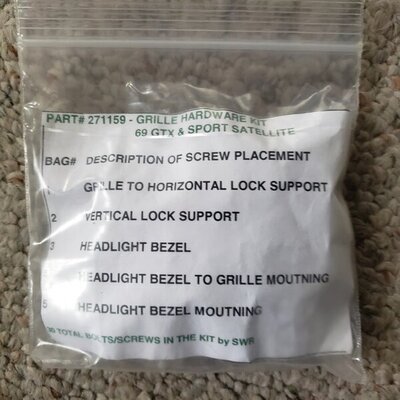 PART# 271159 - GRILLE HARDWARE KIT
69 GTX & SPORT SATELLITE
BAG# DESCRIPTION OF SCREW PLACEMENT
GRILLE TO HORIZONTAL LOCK SUPPORT
2 VERTICAL LOCK SUPPORT
3 HEADLIGHT BEZEL
HEADLIGHT BEZEL TO GRILLE MOUTNING
5 HEADLIGHT BEZEL MOUTNING
30 TOTAL BOLTS/SCREWS IN THE KIT by SWR